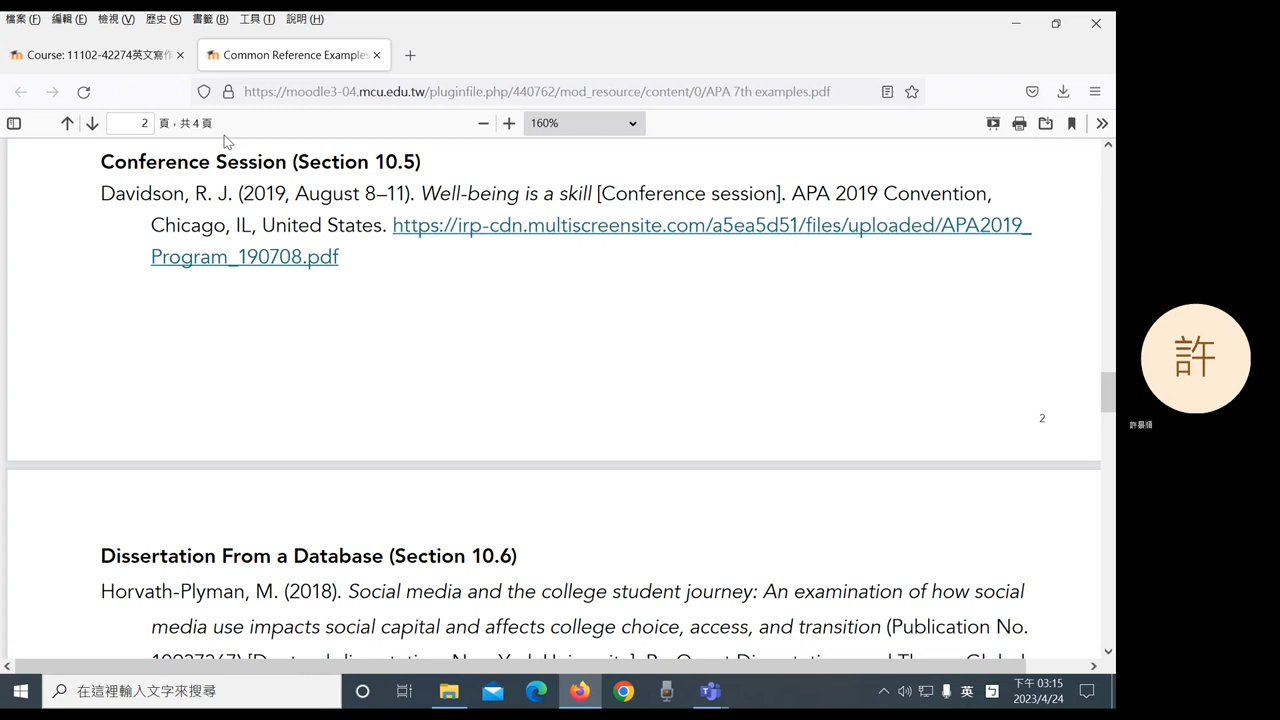 檔案 (F) 編輯 (E) 檢視 (V) 歷史 (S) 書籤 (B) 工具 (T) 說明 (H)
Course: 11102-42274英文寫作
Common Reference Examples
https://moodle3-04.mcu.edu.tw/pluginfile.php/440762/mod_resource/content/0/APA 7th examples.pdf
2 頁，共 4 頁
160%
Conference Session (Section 10.5)
Davidson, R. J. (2019, August 8–11). Well-being is a skill [Conference session]. APA 2019 Convention,
Chicago, IL, United States. https://irp-cdn.multiscreensite.com/a5ea5d51/files/uploaded/APA2019_
Program_190708.pdf
2
Dissertation From a Database (Section 10.6)
Horvath-Plyman, M. (2018). Social media and the college student journey: An examination of how social
media use impacts social capital and affects college choice, access, and transition (Publication No.
許
許景順
在這裡輸入文字來搜尋
英
下午 03:15
2023/4/24